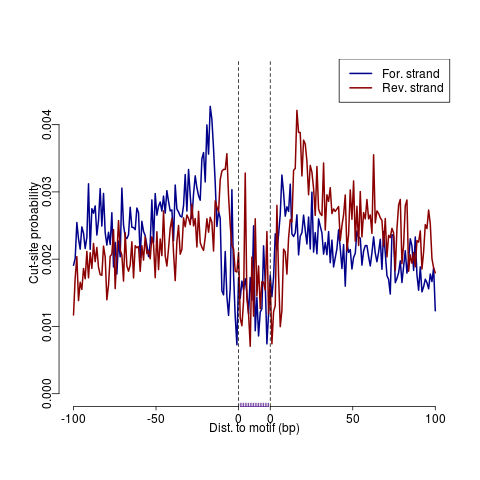 For. strand
Rev. strand
0.004
0.003
0.002
0.001
0.000
Cut-site probability
-100 -50 0 0 50 100
Dist. to motif (bp)